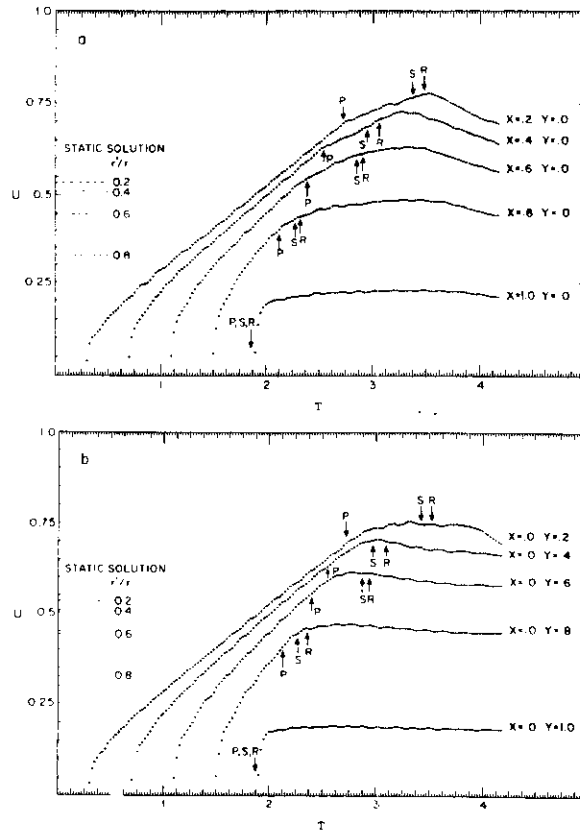 1.0
a
S R
P
0.75
X=.2 Y=.0
P
S
R
X=.4 Y=.0
STATIC SOLUTION
r'/r
0.2
0.4
0.6
0.8
U
0.5
P
S R
X=.6 Y=.0
P
S R
X=.8 Y=.0
0.25
P,S,R
X=1.0 Y=.0
1 2 3 4
T
1.0
b
S R
P
0.75
X=.0 Y=.2
P
S R
X=.0 Y=.4
STATIC SOLUTION
r'/r
0.2
0.4
0.6
0.8
U
0.5
P
S R
X=.0 Y=.6
P
S R
X=.0 Y=.8
0.25
P,S,R
X=.0 Y=1.0
1 2 3 4
T